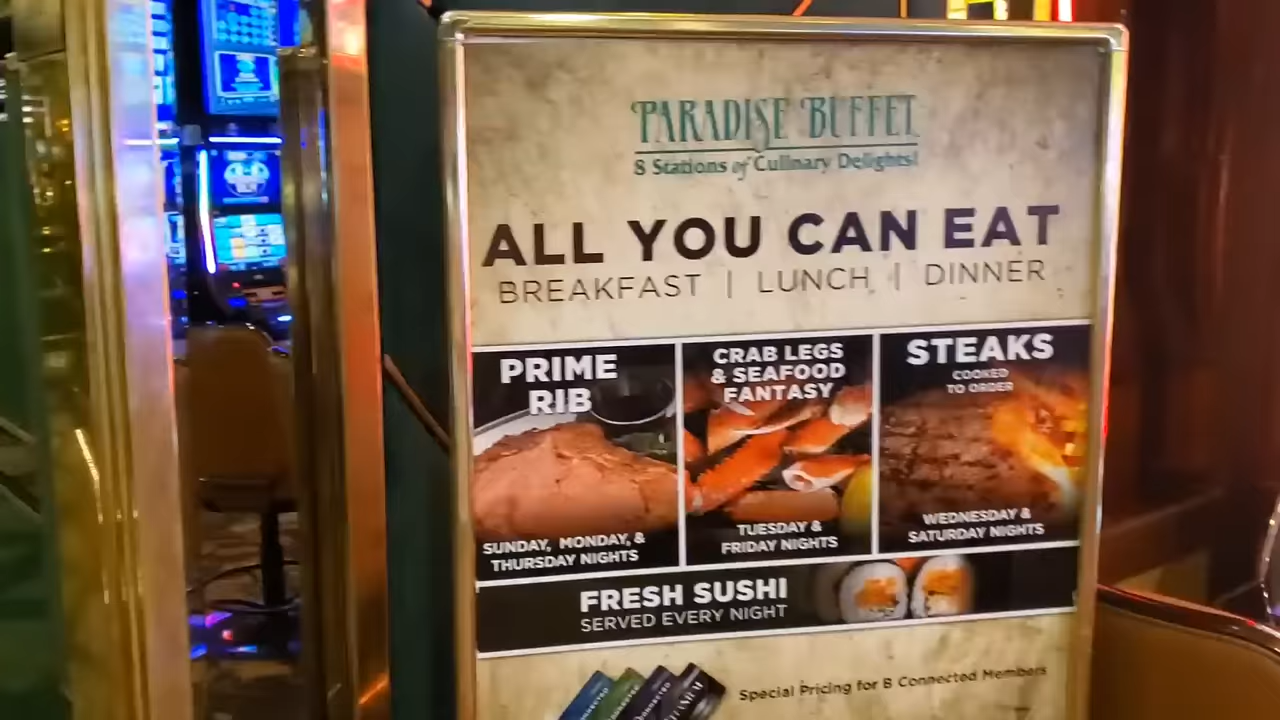 PARADISE BUFFET
8 Stations of Culinary Delights!
ALL YOU CAN EAT
BREAKFAST | LUNCH | DINNER
PRIME
RIB
SUNDAY, MONDAY, &
THURSDAY NIGHTS
CRAB LEGS
& SEAFOOD
FANTASY
TUESDAY &
FRIDAY NIGHTS
STEAKS
COOKED
TO ORDER
WEDNESDAY &
SATURDAY NIGHTS
FRESH SUSHI
SERVED EVERY NIGHT
Special Pricing for B Connected Members